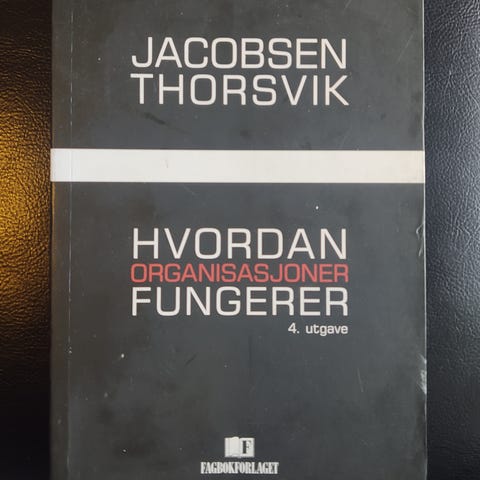 JACOBSEN
THORSVIK
HVORDAN
ORGANISASJONER
FUNGERER
4. utgave
F
FAGBOKFORLAGET